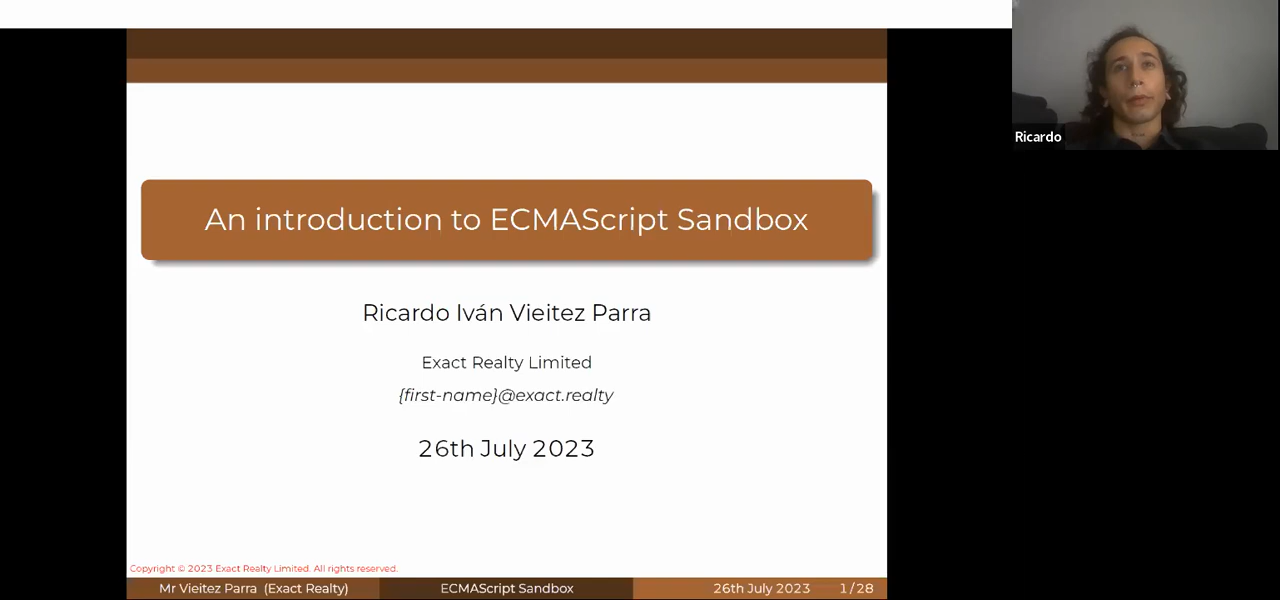 An introduction to ECMAScript Sandbox
Ricardo Iván Vieitez Parra
Exact Realty Limited
{first-name}@exact.realty
26th July 2023
Copyright © 2023 Exact Realty Limited. All rights reserved.
Mr Vieitez Parra (Exact Realty) ECMAScript Sandbox 26th July 2023 1 / 28
Ricardo